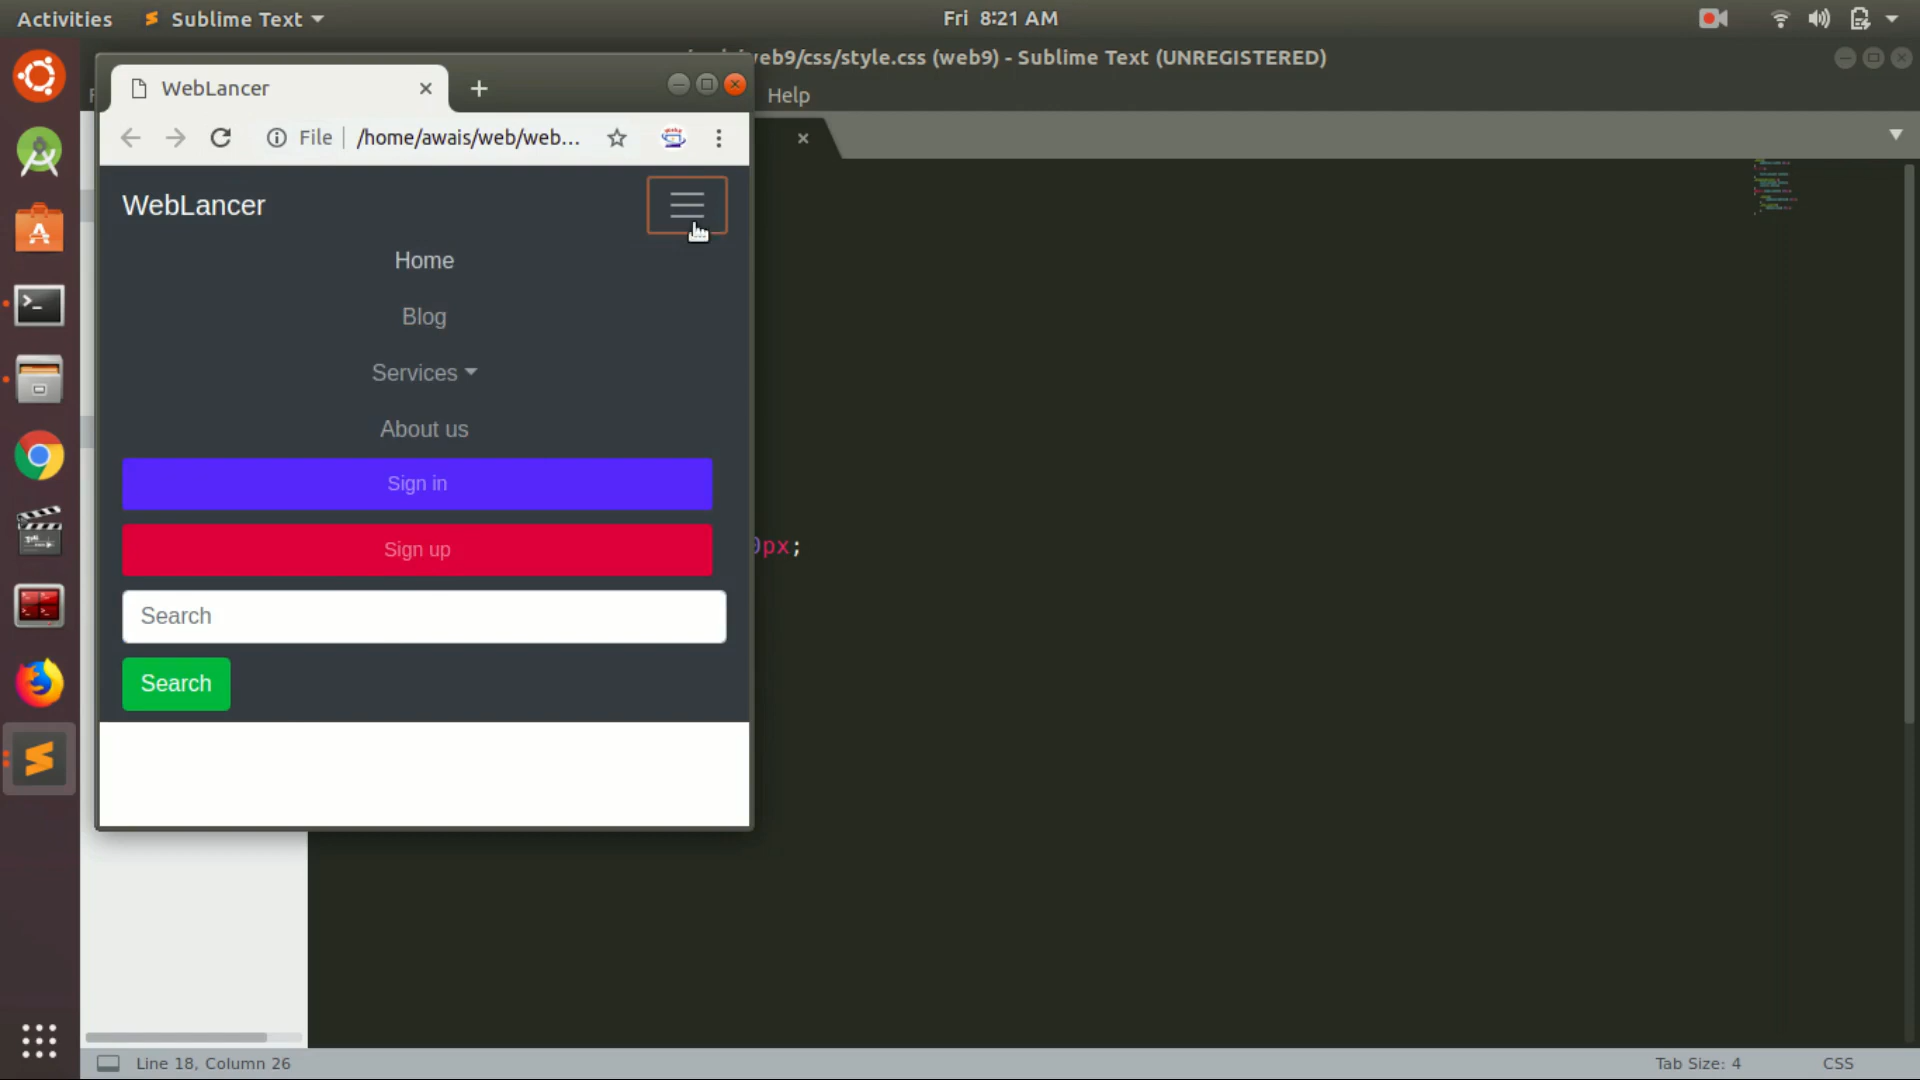 Activities
Sublime Text
Fri 8:21 AM
web9/css/style.css (web9) - Sublime Text (UNREGISTERED)
WebLancer
Help
File
/home/awais/web/web...
WebLancer
Home
Blog
Services
About us
Sign in
Sign up
px;
Search
Search
Line 18, Column 26
Tab Size: 4
CSS